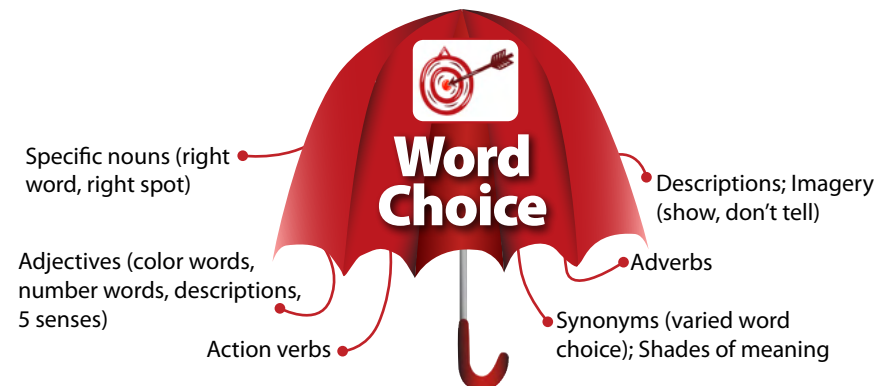 Word
Choice
Specific nouns (right
word, right spot)
Adjectives (color words,
number words, descriptions,
5 senses)
Action verbs
Descriptions; Imagery
(show, don’t tell)
Adverbs
Synonyms (varied word
choice); Shades of meaning